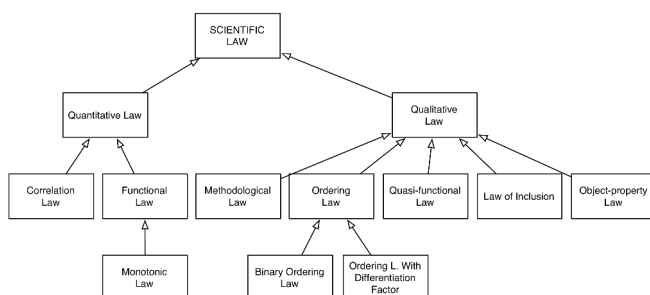 SCIENTIFIC
LAW
Quantitative Law
Qualitative
Law
Correlation
Law
Functional
Law
Methodological
Law
Ordering
Law
Quasi-functional
Law
Law of Inclusion
Object-property
Law
Monotonic
Law
Binary Ordering
Law
Ordering L. With
Differentiation
Factor